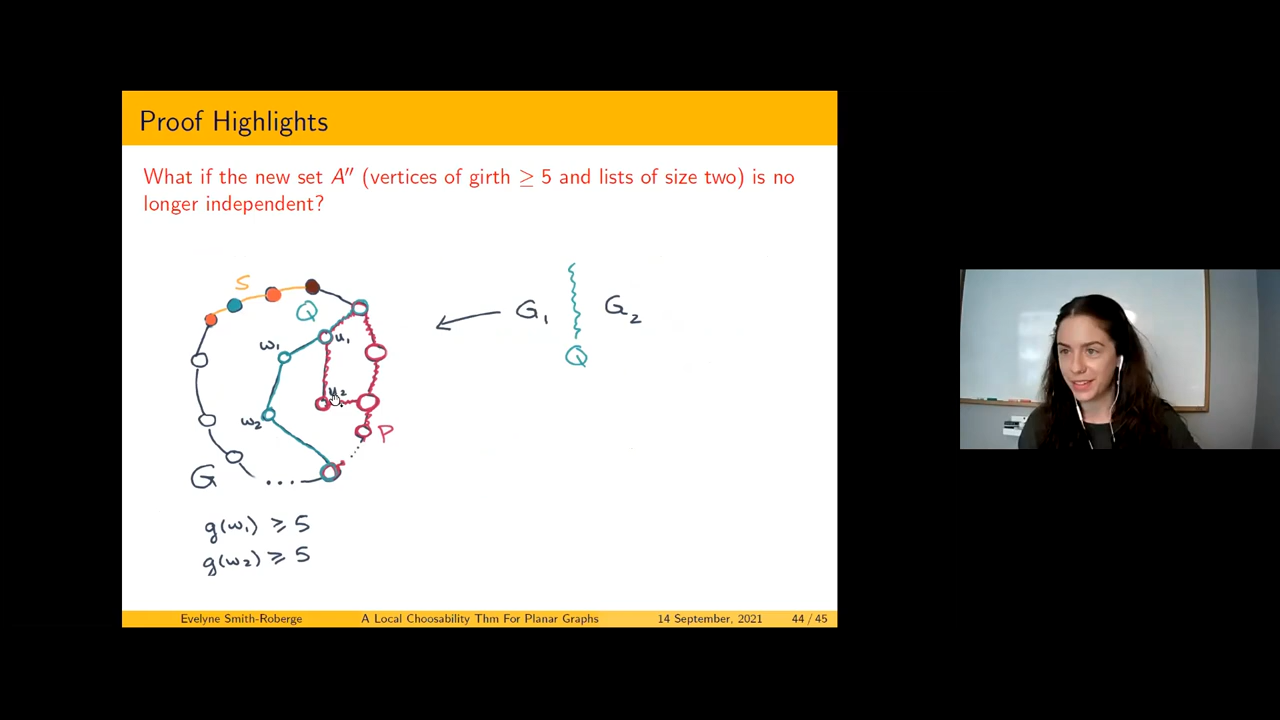 Proof Highlights
What if the new set A′′ (vertices of girth ≥ 5 and lists of size two) is no
longer independent?
S
Q
w₁
u₁
u₂
w₂
P
G
G₁
G₂
Q
g(w₁) ≥ 5
g(w₂) ≥ 5
Evelyne Smith-Roberge A Local Choosability Thm For Planar Graphs 14 September, 2021 44 / 45